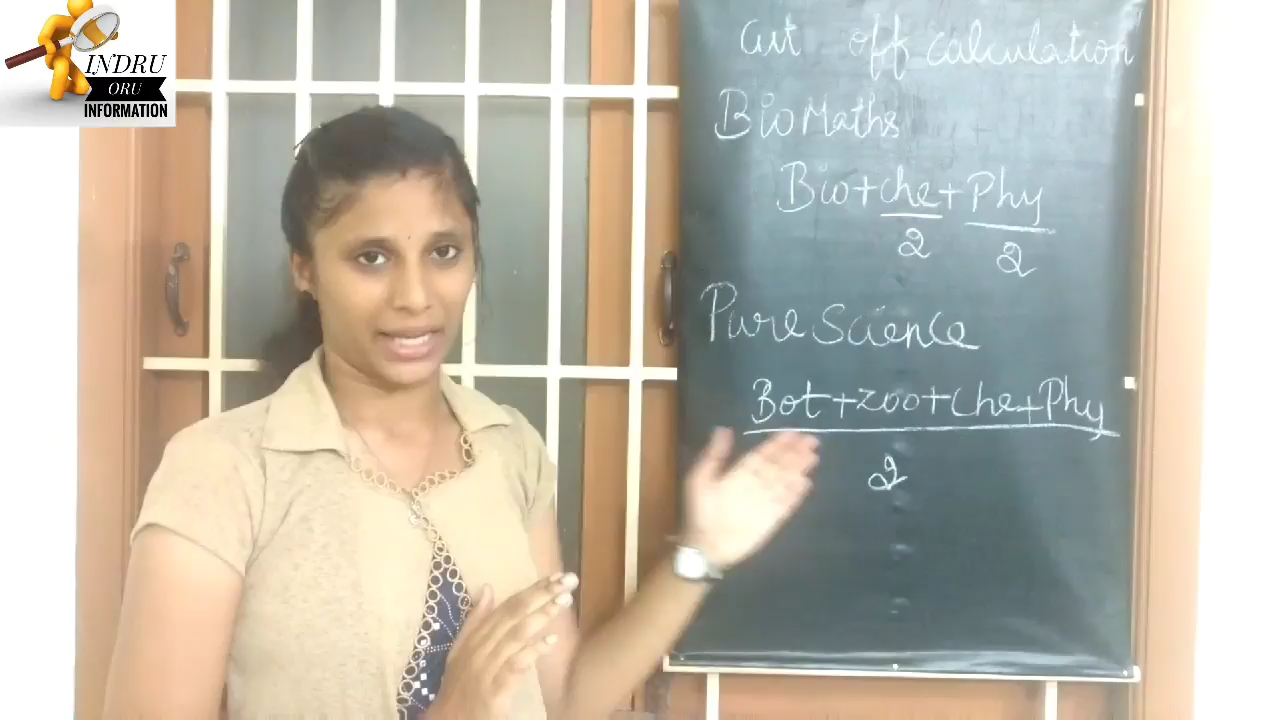 INDRU
ORU
INFORMATION
Cut off calculation
BioMaths
Bio+che+Phy
2 2
Pure Science
Bot+zoo+Che+Phy
2